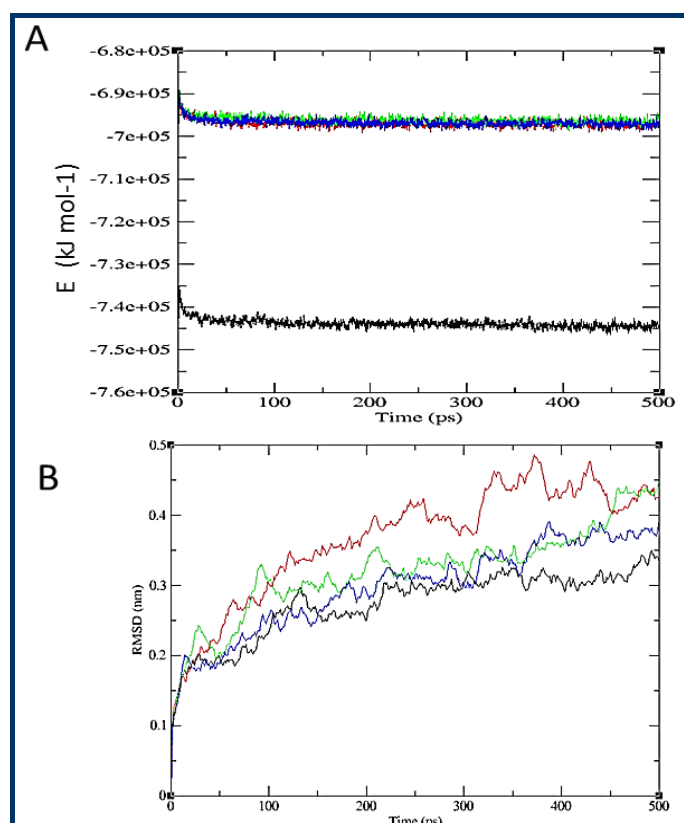 A
-6.8e+05
-6.9e+05
-7e+05
-7.1e+05
-7.2e+05
-7.3e+05
-7.4e+05
-7.5e+05
-7.6e+05
E (kJ mol-1)
0 100 200 300 400 500
Time (ps)
B
0.5
0.4
0.3
0.2
0.1
0
RMSD (nm)
0 100 200 300 400 500
Time (ps)